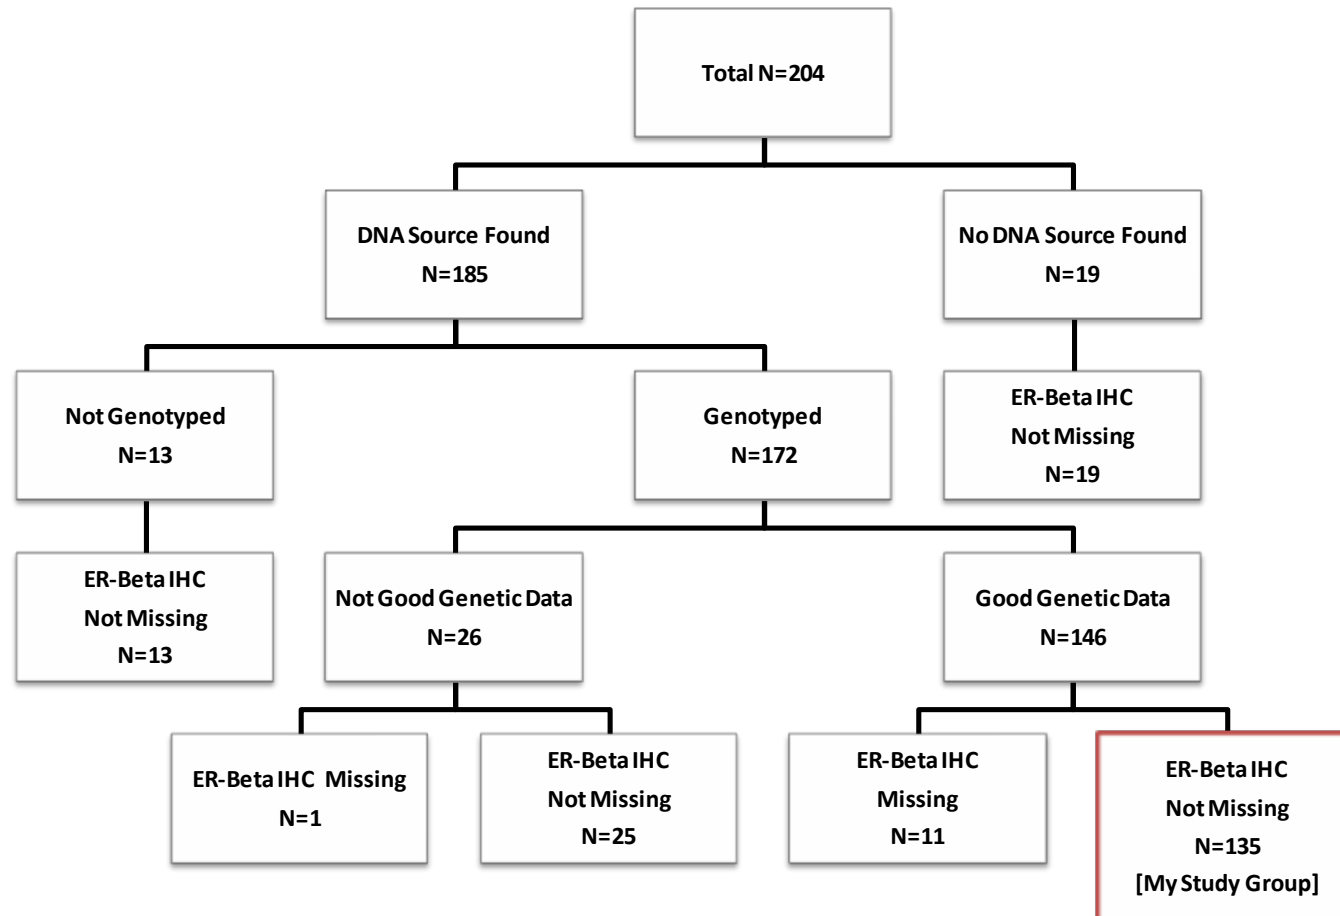 Total N=204
DNA Source Found
N=185
No DNA Source Found
N=19
Not Genotyped
N=13
Genotyped
N=172
ER-Beta IHC
Not Missing
N=19
ER-Beta IHC
Not Missing
N=13
Not Good Genetic Data
N=26
Good Genetic Data
N=146
ER-Beta IHC Missing
N=1
ER-Beta IHC
Not Missing
N=25
ER-Beta IHC
Missing
N=11
ER-Beta IHC
Not Missing
N=135
[My Study Group]